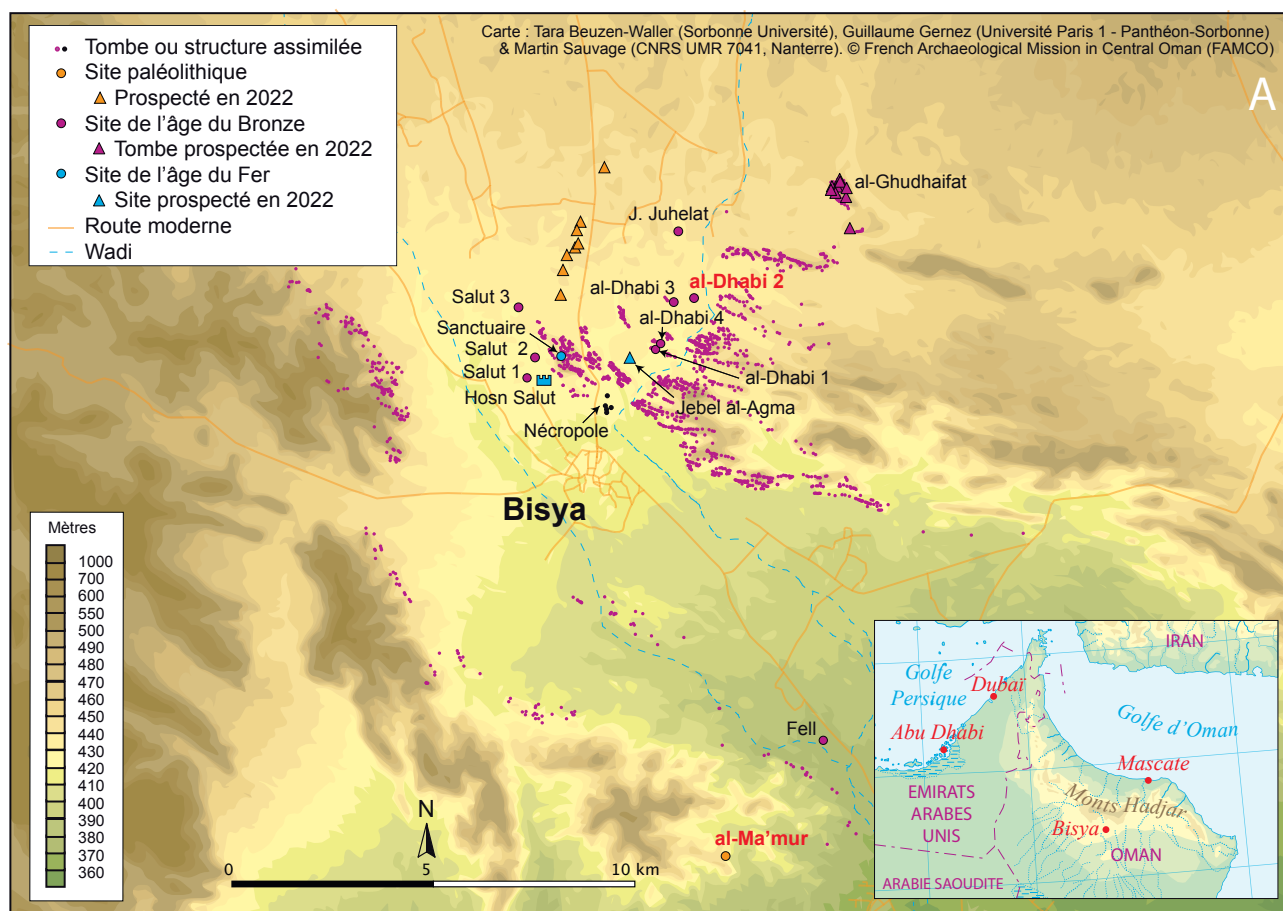 Carte : Tara Beuzen-Waller (Sorbonne Université), Guillaume Gernez (Université Paris 1 - Panthéon-Sorbonne)
& Martin Sauvage (CNRS UMR 7041, Nanterre). © French Archaeological Mission in Central Oman (FAMCO)
A
Tombe ou structure assimilée
Site paléolithique
Prospecté en 2022
Site de l'âge du Bronze
Tombe prospectée en 2022
Site de l'âge du Fer
Site prospecté en 2022
Route moderne
Wadi
al-Ghudhaifat
J. Juhelat
al-Dhabi 2
al-Dhabi 3
Salut 3
al-Dhabi 4
Sanctuaire
Salut 2
Salut 1
al-Dhabi 1
Hosn Salut
Jebel al-Agma
Nécropole
Bisya
Mètres
1000
700
600
550
500
490
480
470
460
450
440
430
420
410
400
390
380
370
360
Fell
al-Ma'mur
N
0 5 10 km
IRAN
Golfe
Persique
Dubaï
Golfe d'Oman
Abu Dhabi
Mascate
Monts Hadjar
EMIRATS
ARABES
UNIS
Bisya
OMAN
ARABIE SAOUDITE